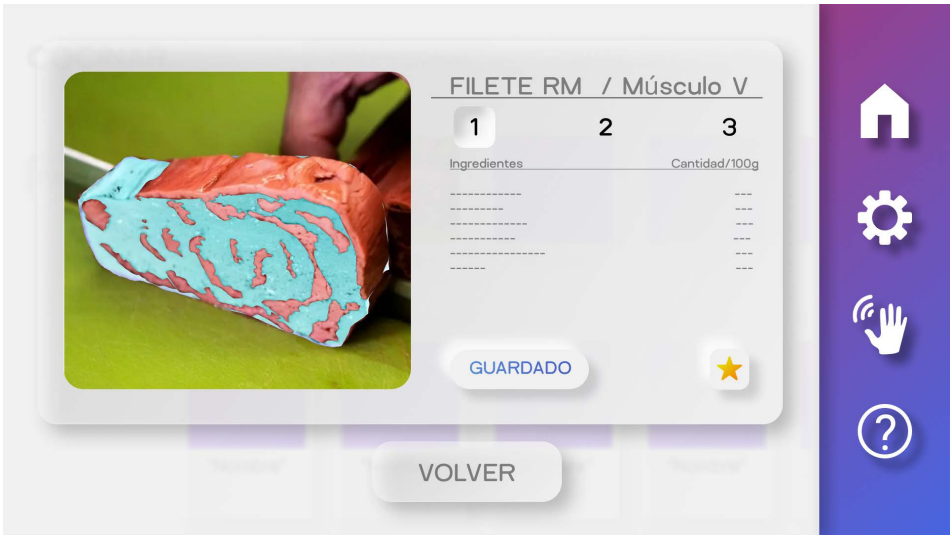 FILETE RM / Músculo V
1 2 3
Ingredientes Cantidad/100g
------------ ---
--------- ---
------------- ---
----------- ---
---------------- ---
------ ---
GUARDADO
VOLVER